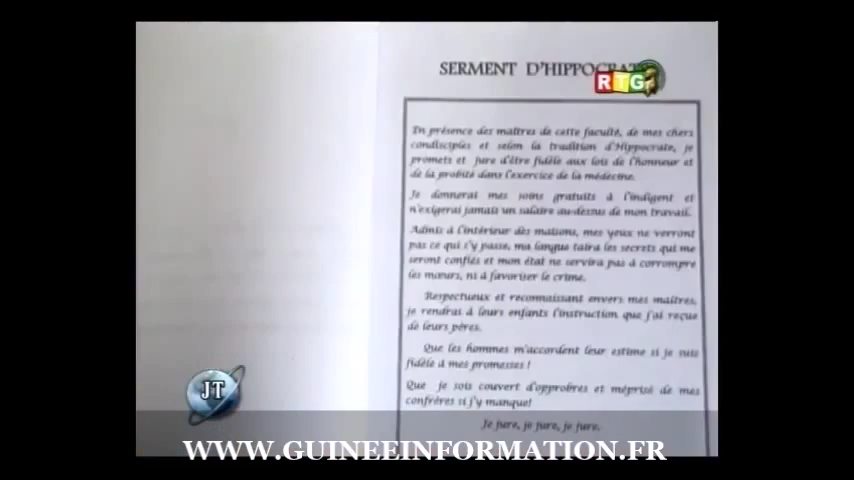 SERMENT D'HIPPOCRATE
RTG
En présence des maîtres de cette faculté, de mes chers
condisciples et selon la tradition d'Hippocrate, je
promets et jure d'être fidèle aux lois de l'honneur et
de la probité dans l'exercice de la médecine.
Je donnerai mes soins gratuits à l'indigent et
n'exigerai jamais un salaire au-dessus de mon travail.
Admis à l'intérieur des maisons, mes yeux ne verront
pas ce qui s'y passe, ma langue taira les secrets qui me
seront confiés et mon état ne servira pas à corrompre
les mœurs, ni à favoriser le crime.
Respectueux et reconnaissant envers mes maîtres,
je rendrai à leurs enfants l'instruction que j'ai reçue
de leurs pères.
Que les hommes m'accordent leur estime si je suis
fidèle à mes promesses !
Que je sois couvert d'opprobres et méprisé de mes
confrères si j'y manque!
Je jure, je jure, je jure.
JT
WWW.GUINEEINFORMATION.FR